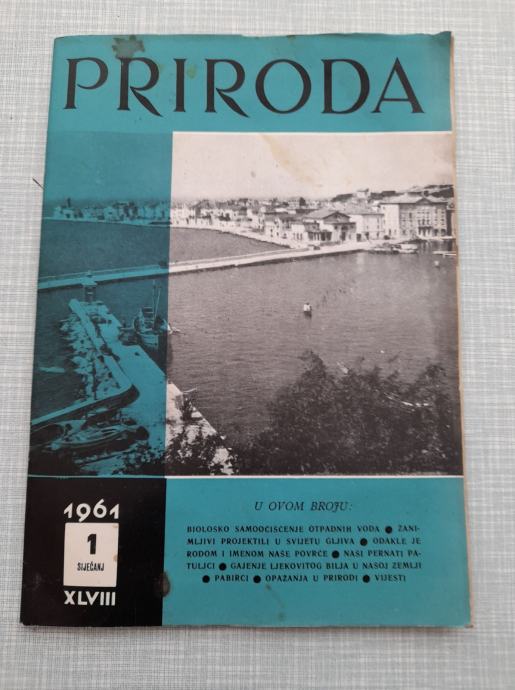 PRIRODA
1961
1
SIJEČANJ
XLVIII
U OVOM BROJU:
BIOLOŠKO SAMOOČIŠĆENJE OTPADNIH VODA ● ZANI-
MLJIVI PROJEKTILI U SVIJETU GLJIVA ● ODAKLE JE
RODOM I IMENOM NAŠE POVRĆE ● NAŠI PERNATI PA-
TULJCI ● GAJENJE LJEKOVITOG BILJA U NAŠOJ ZEMLJI
● PABIRCI ● OPAŽANJA U PRIRODI ● VIJESTI